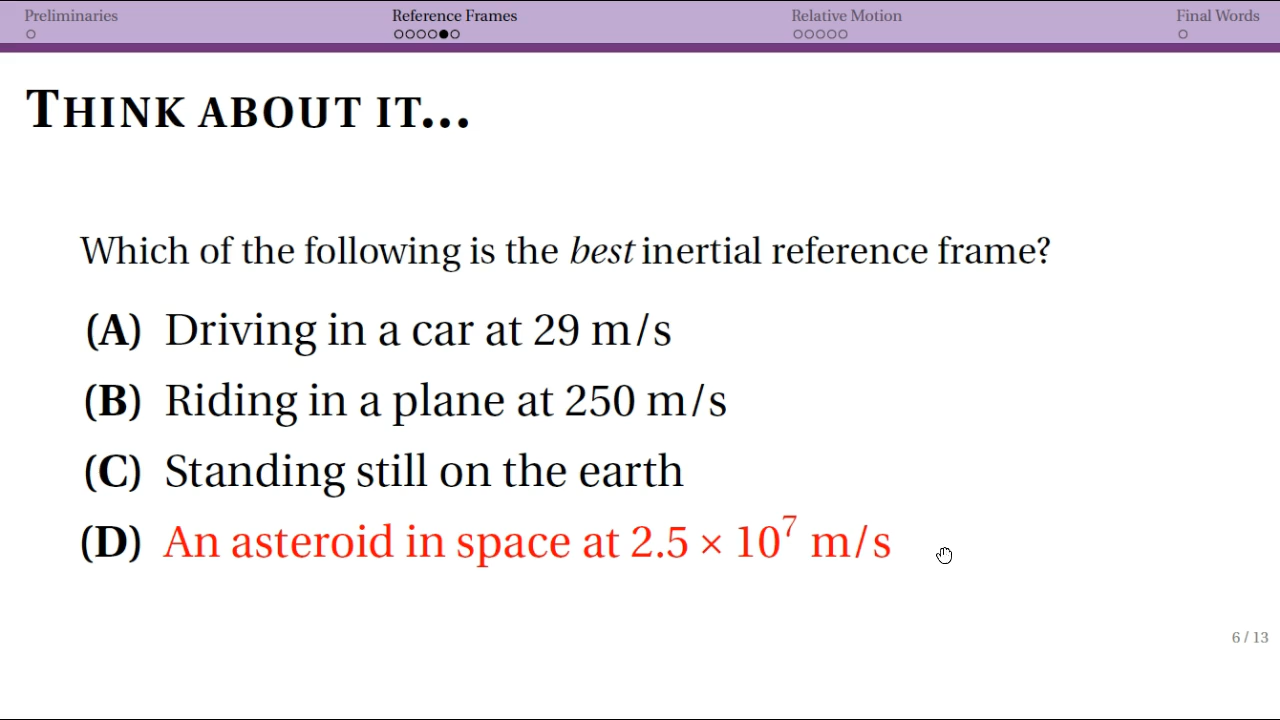 Preliminaries
Reference Frames
Relative Motion
Final Words
THINK ABOUT IT...
Which of the following is the best inertial reference frame?
(A) Driving in a car at 29 m/s
(B) Riding in a plane at 250 m/s
(C) Standing still on the earth
(D) An asteroid in space at 2.5 × 10⁷ m/s
6 / 13